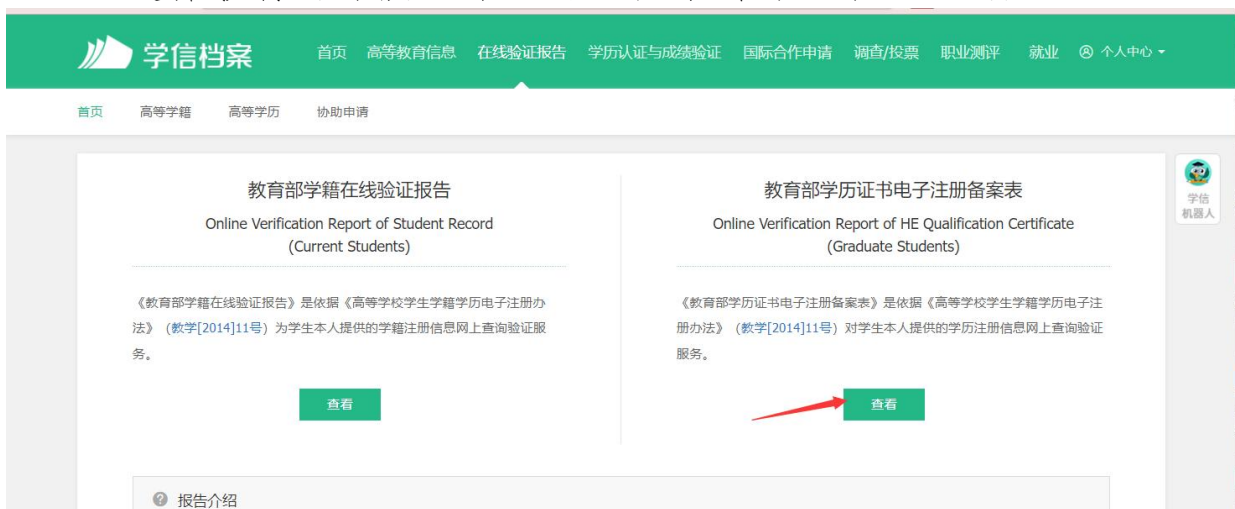 学信档案
首页 高等教育信息 在线验证报告 学历认证与成绩验证 国际合作申请 调查/投票 职业测评 就业 个人中心
首页 高等学籍 高等学历 协助申请
教育部学籍在线验证报告
Online Verification Report of Student Record
(Current Students)
《教育部学籍在线验证报告》是依据《高等学校学生学籍学历电子注册办
法》（教学[2014]11号）为学生本人提供的学籍注册信息网上查询验证服
务。
查看
教育部学历证书电子注册备案表
Online Verification Report of HE Qualification Certificate
(Graduate Students)
《教育部学历证书电子注册备案表》是依据《高等学校学生学籍学历电子注
册办法》（教学[2014]11号）对学生本人提供的学历注册信息网上查询验证
服务。
查看
学信
机器人
报告介绍